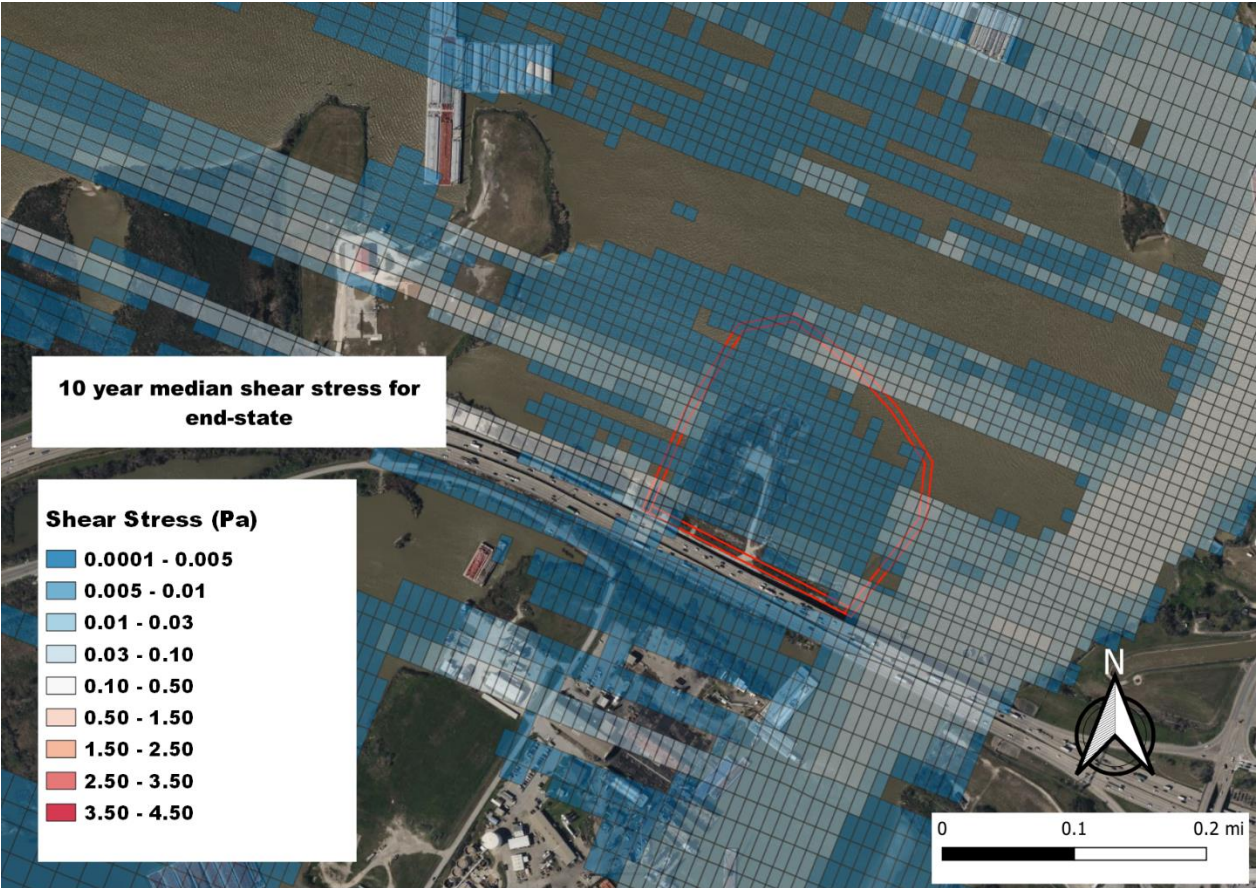 10 year median shear stress for
end-state
Shear Stress (Pa)
0.0001 - 0.005
0.005 - 0.01
0.01 - 0.03
0.03 - 0.10
0.10 - 0.50
0.50 - 1.50
1.50 - 2.50
2.50 - 3.50
3.50 - 4.50
N
0 0.1 0.2 mi